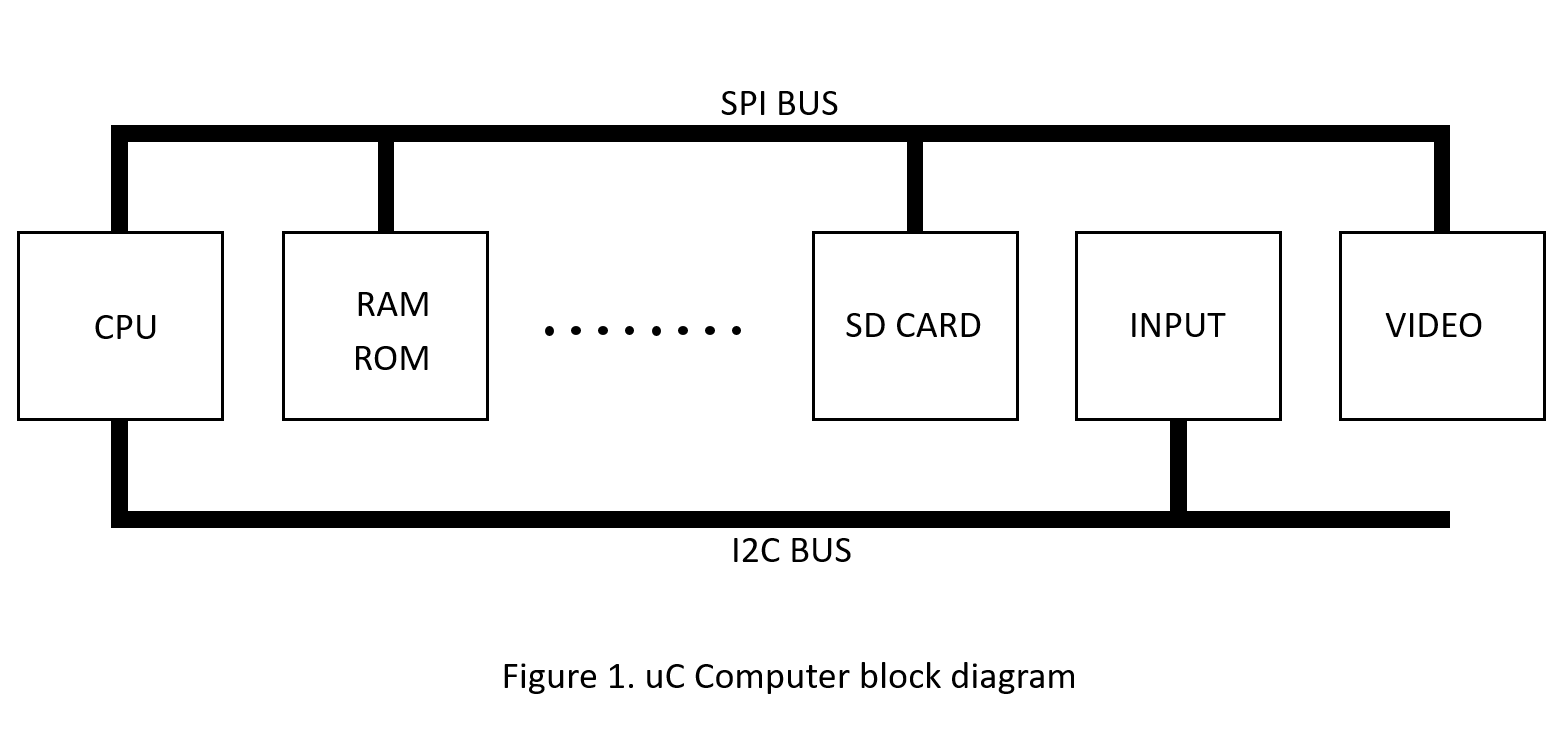 SPI BUS
CPU
RAM
ROM
SD CARD
INPUT
VIDEO
I2C BUS
Figure 1. uC Computer block diagram